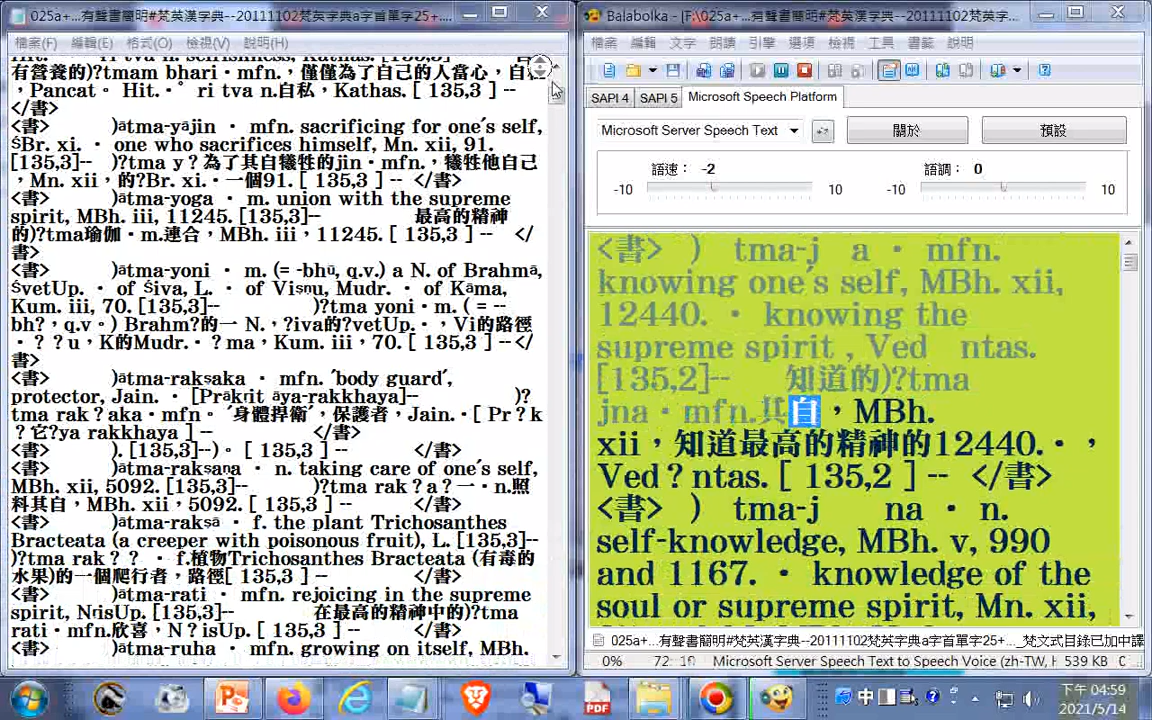 025a+...有聲書簡明#梵英漢字典--20111102梵英字典a字首單字25+...
檔案(F) 編輯(E) 格式(O) 檢視(V) 說明(H)
有營養的)?tmam bhari·mfn.，僅僅為了自己的人當心，自
，Pancat。Hit.·° ri tva n.自私，Kathas. [ 135,3 ] --
</書>
<書> )ātma-yājin · mfn. sacrificing for one's self,
ŚBr. xi. · one who sacrifices himself, Mn. xii, 91.
[135,3]-- )?tma y？為了其自犧牲的jin·mfn.，犧牲他自己
，Mn. xii，的?Br. xi.·一個91. [ 135,3 ] -- </書>
<書> )ātma-yoga · m. union with the supreme
spirit, MBh. iii, 11245. [135,3]-- 最高的精神
的)?tma瑜伽·m.連合，MBh. iii，11245. [ 135,3 ] -- </
書>
<書> )ātma-yoni · m. (= -bhū, q.v.) a N. of Brahmā,
ŚvetUp. · of Śiva, L. · of Viṣṇu, Mudr. · of Kāma,
Kum. iii, 70. [135,3]-- )?tma yoni·m. ( = --
bh?，q.v。) Brahm?的一 N.，?iva的?vetUp.·，Vi的路徑
·？？u，K的Mudr.·？ma，Kum. iii，70. [ 135,3 ] --</
書>
<書> )ātma-rakṣaka · mfn. 'body guard',
protector, Jain. · [Prākrit āya-rakkhaya] )?
tma rak？aka·mfn。'身體捍衛'，保護者，Jain.·[ Pr？k
？它?ya rakkhaya ] </書>
<書> ). [135,3]--)。[ 135,3 ] -- </書>
<書> )ātma-rakṣaṇa · n. taking care of one's self,
MBh. xii, 5092. [135,3]-- )?tma rak？a？一·n.照
料其自，MBh. xii，5092. [ 135,3 ] -- </書>
<書> )ātma-rakṣā · f. the plant Trichosanthes
Bracteata (a creeper with poisonous fruit), L. [135,3]--
)?tma rak？？ · f.植物Trichosanthes Bracteata (有毒的
水果)的一個爬行者，路徑[ 135,3 ] -- </書>
<書> )ātma-rati · mfn. rejoicing in the supreme
spirit, NṛisUp. [135,3]-- 在最高的精神中的)?tma
rati·mfn.欣喜，N？isUp. [ 135,3 ] -- </書>
<書> )ātma-ruha · mfn. growing on itself, MBh.
Balabolka - [F:\025a+...有聲書簡明#梵英漢字典--20111102梵英字...
檔案 編輯 文字 朗讀 引擎 選項 檢視 工具 書籤 說明
SAPI 4 SAPI 5 Microsoft Speech Platform
Microsoft Server Speech Text 關於 預設
語速： -2 語調： 0
-10 10 -10 10
<書> ) tma-j a · mfn.
knowing one's self, MBh. xii,
12440. · knowing the
supreme spirit , Ved ntas.
[135,2]-- 知道的)?tma
jna·mfn.其自，MBh.
xii，知道最高的精神的12440.·，
Ved？ntas. [ 135,2 ] -- </書>
<書> ) tma-j na · n.
self-knowledge, MBh. v, 990
and 1167. · knowledge of the
soul or supreme spirit, Mn. xii,
025a+...有聲書簡明#梵英漢字典--20111102梵英字典a字首單字25+..._梵文式目錄已加中譯
0% 72: 10 Microsoft Server Speech Text to Speech Voice (zh-TW, H 539 KB
下午 04:59
2021/5/14